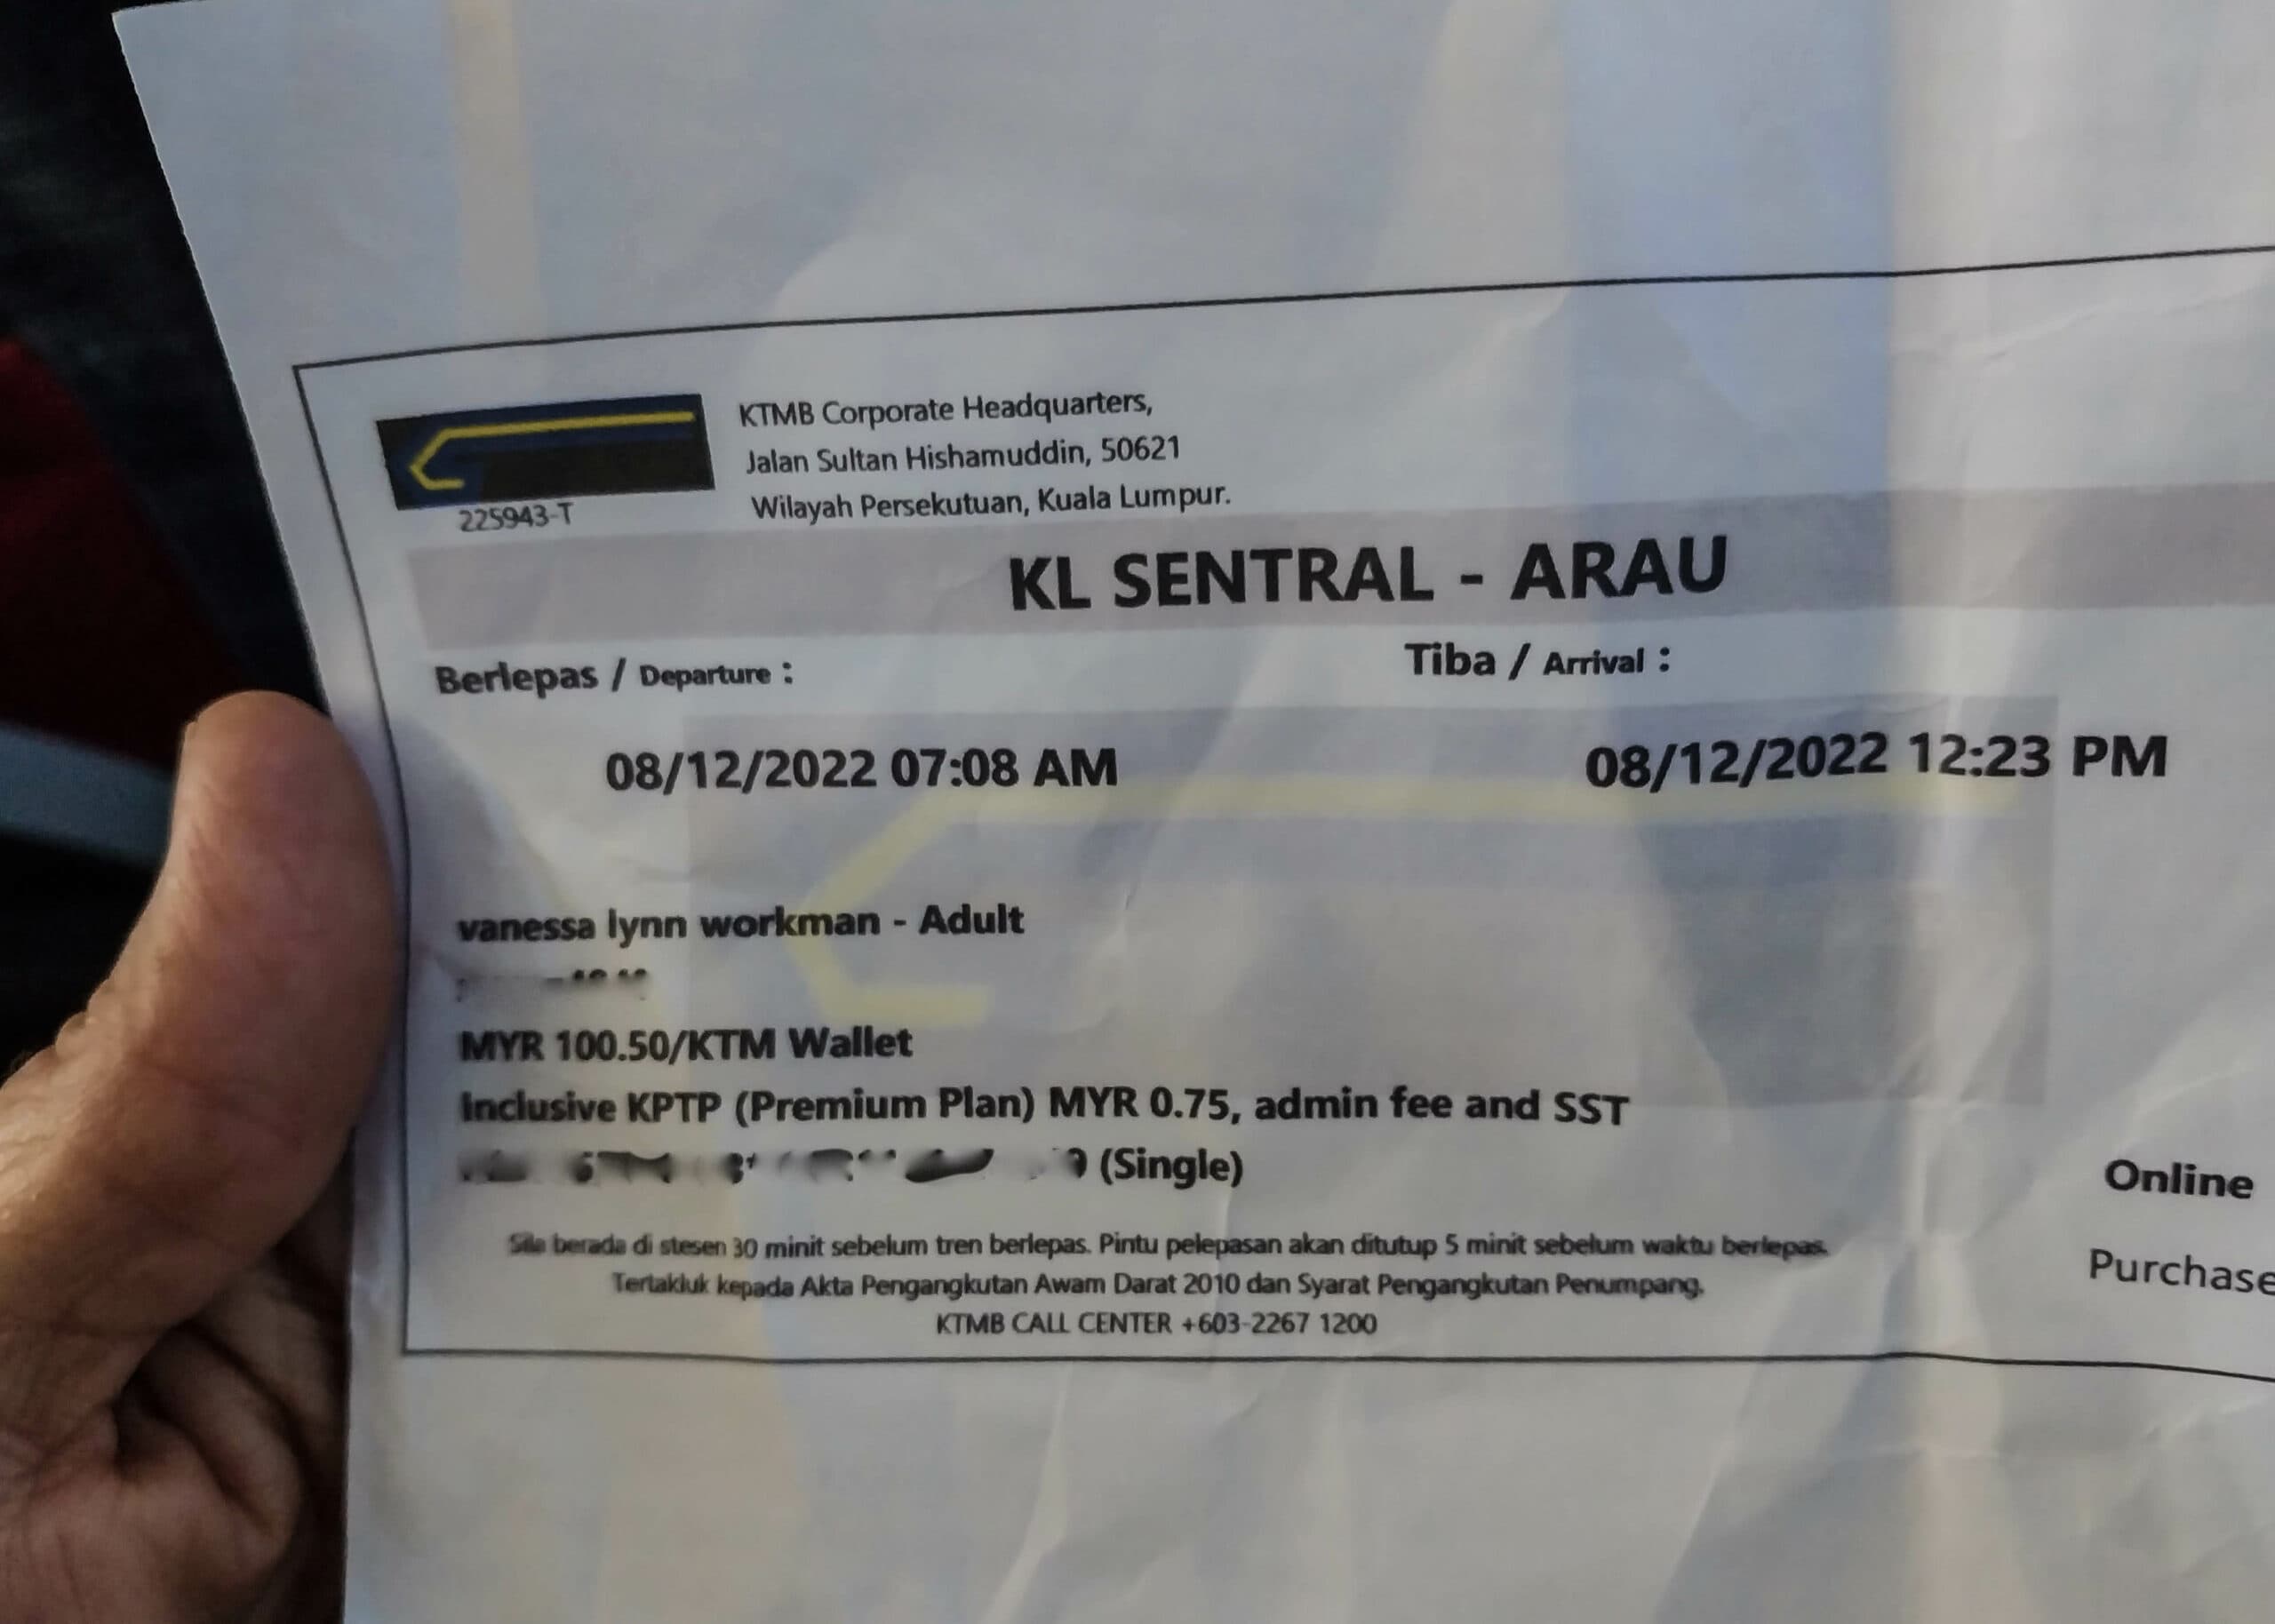 KTMB Corporate Headquarters,
Jalan Sultan Hishamuddin, 50621
Wilayah Persekutuan, Kuala Lumpur.
225943-T
KL SENTRAL - ARAU
Berlepas / Departure :
Tiba / Arrival :
08/12/2022 07:08 AM
08/12/2022 12:23 PM
vanessa lynn workman - Adult
MYR 100.50/KTM Wallet
Inclusive KPTP (Premium Plan) MYR 0.75, admin fee and SST
(Single)
Online
Purchase
Sila berada di stesen 30 minit sebelum tren berlepas. Pintu pelepasan akan ditutup 5 minit sebelum waktu berlepas.
Tertakluk kepada Akta Pengangkutan Awam Darat 2010 dan Syarat Pengangkutan Penumpang.
KTMB CALL CENTER +603-2267 1200